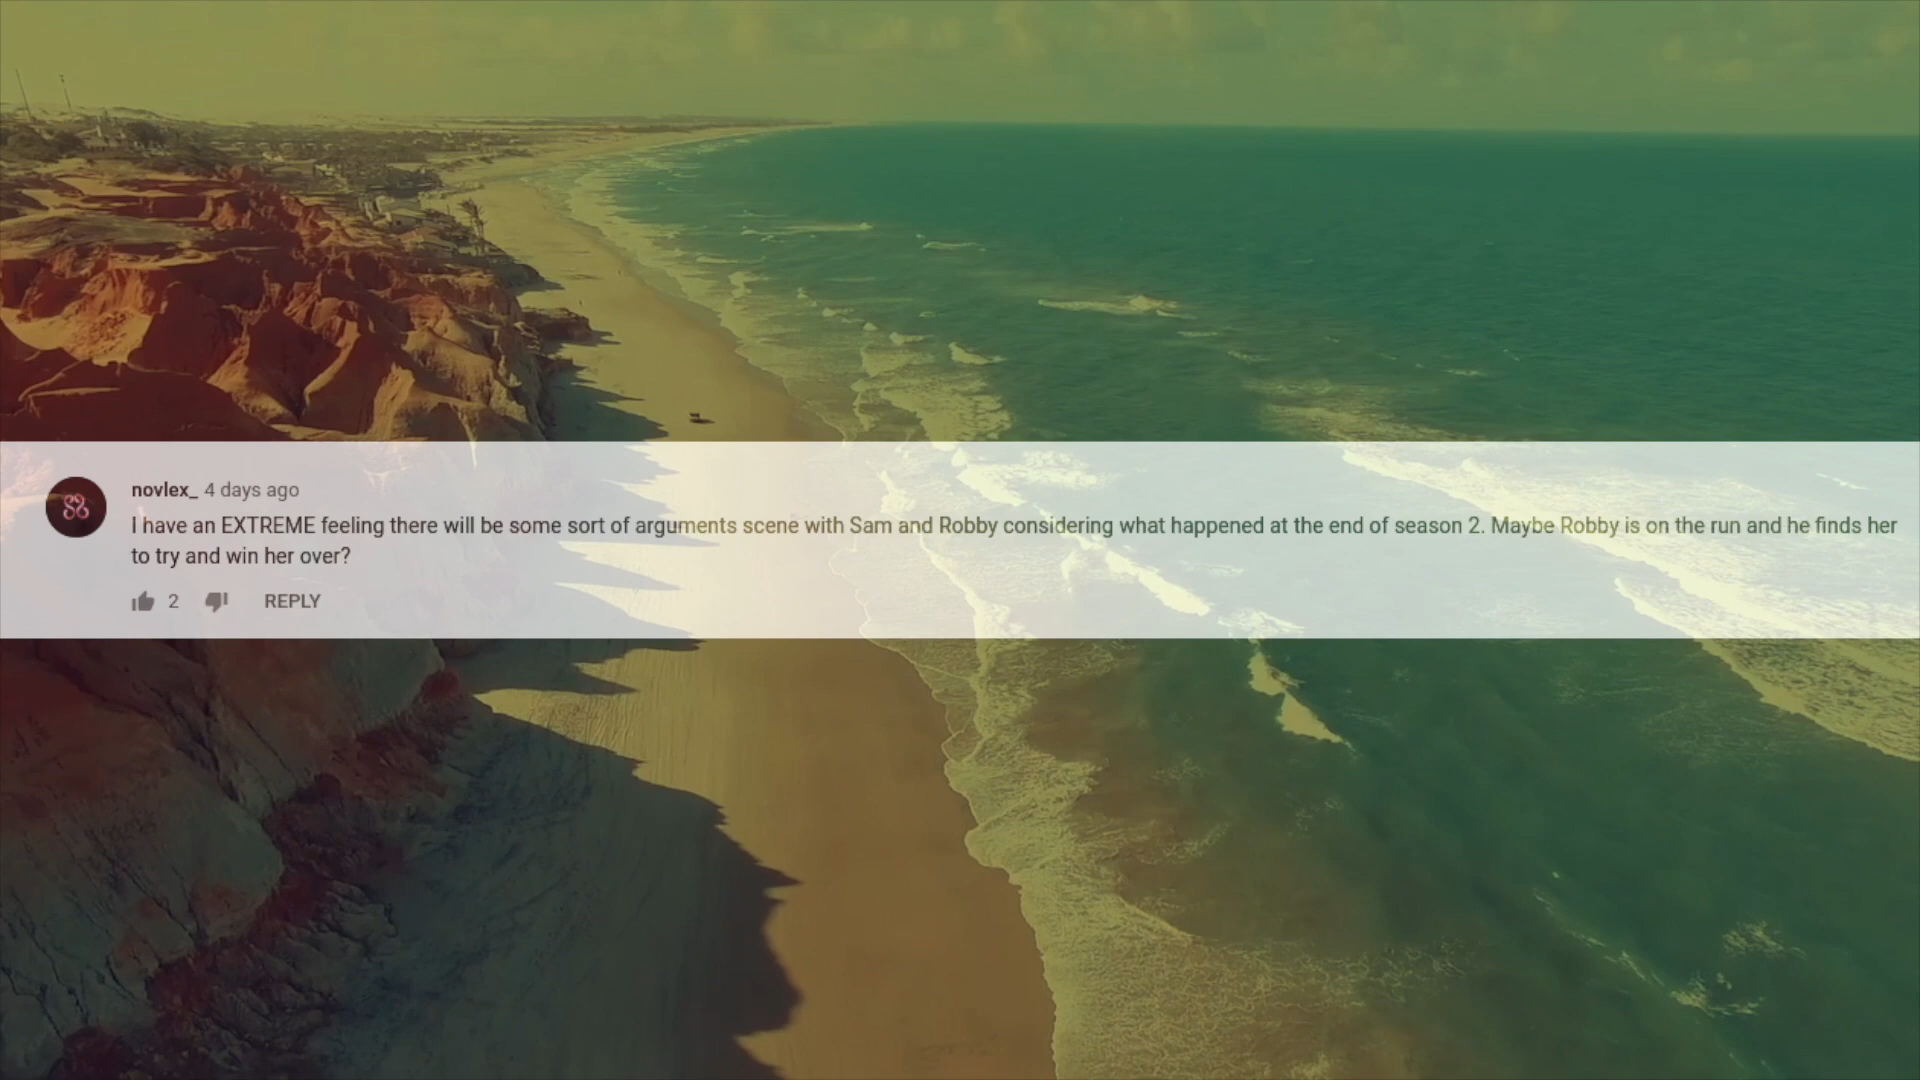 novlex_ 4 days ago
I have an EXTREME feeling there will be some sort of arguments scene with Sam and Robby considering what happened at the end of season 2. Maybe Robby is on the run and he finds her
to try and win her over?
2 REPLY